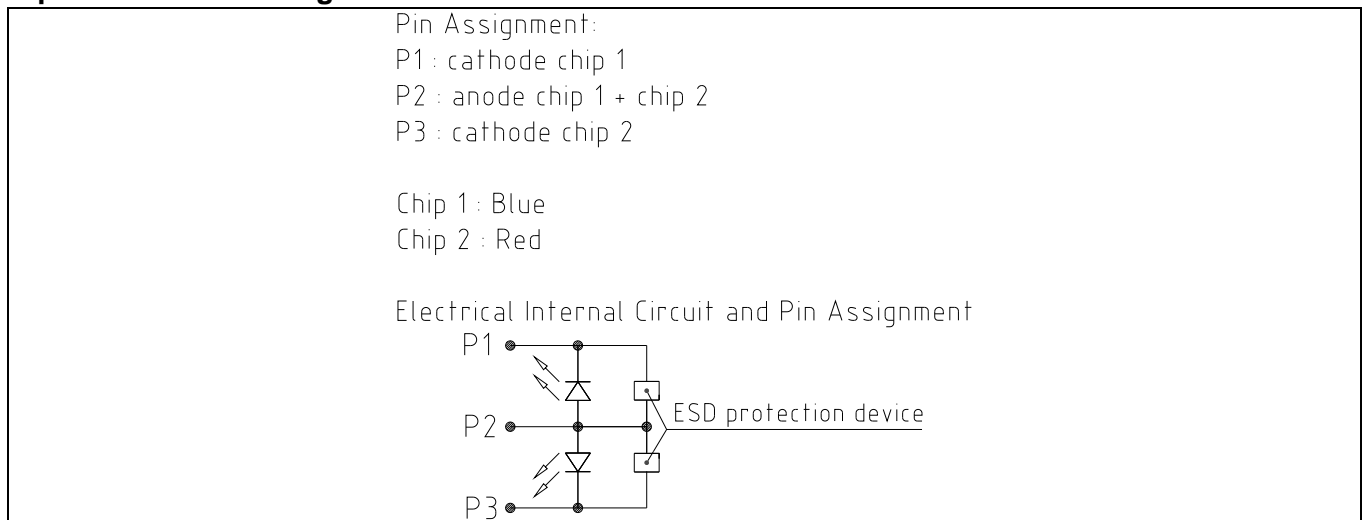 Pin Assignment:
P1 : cathode chip 1
P2 : anode chip 1 + chip 2
P3 : cathode chip 2
Chip 1 : Blue
Chip 2 : Red
Electrical Internal Circuit and Pin Assignment
P1
ESD protection device
P2
P3